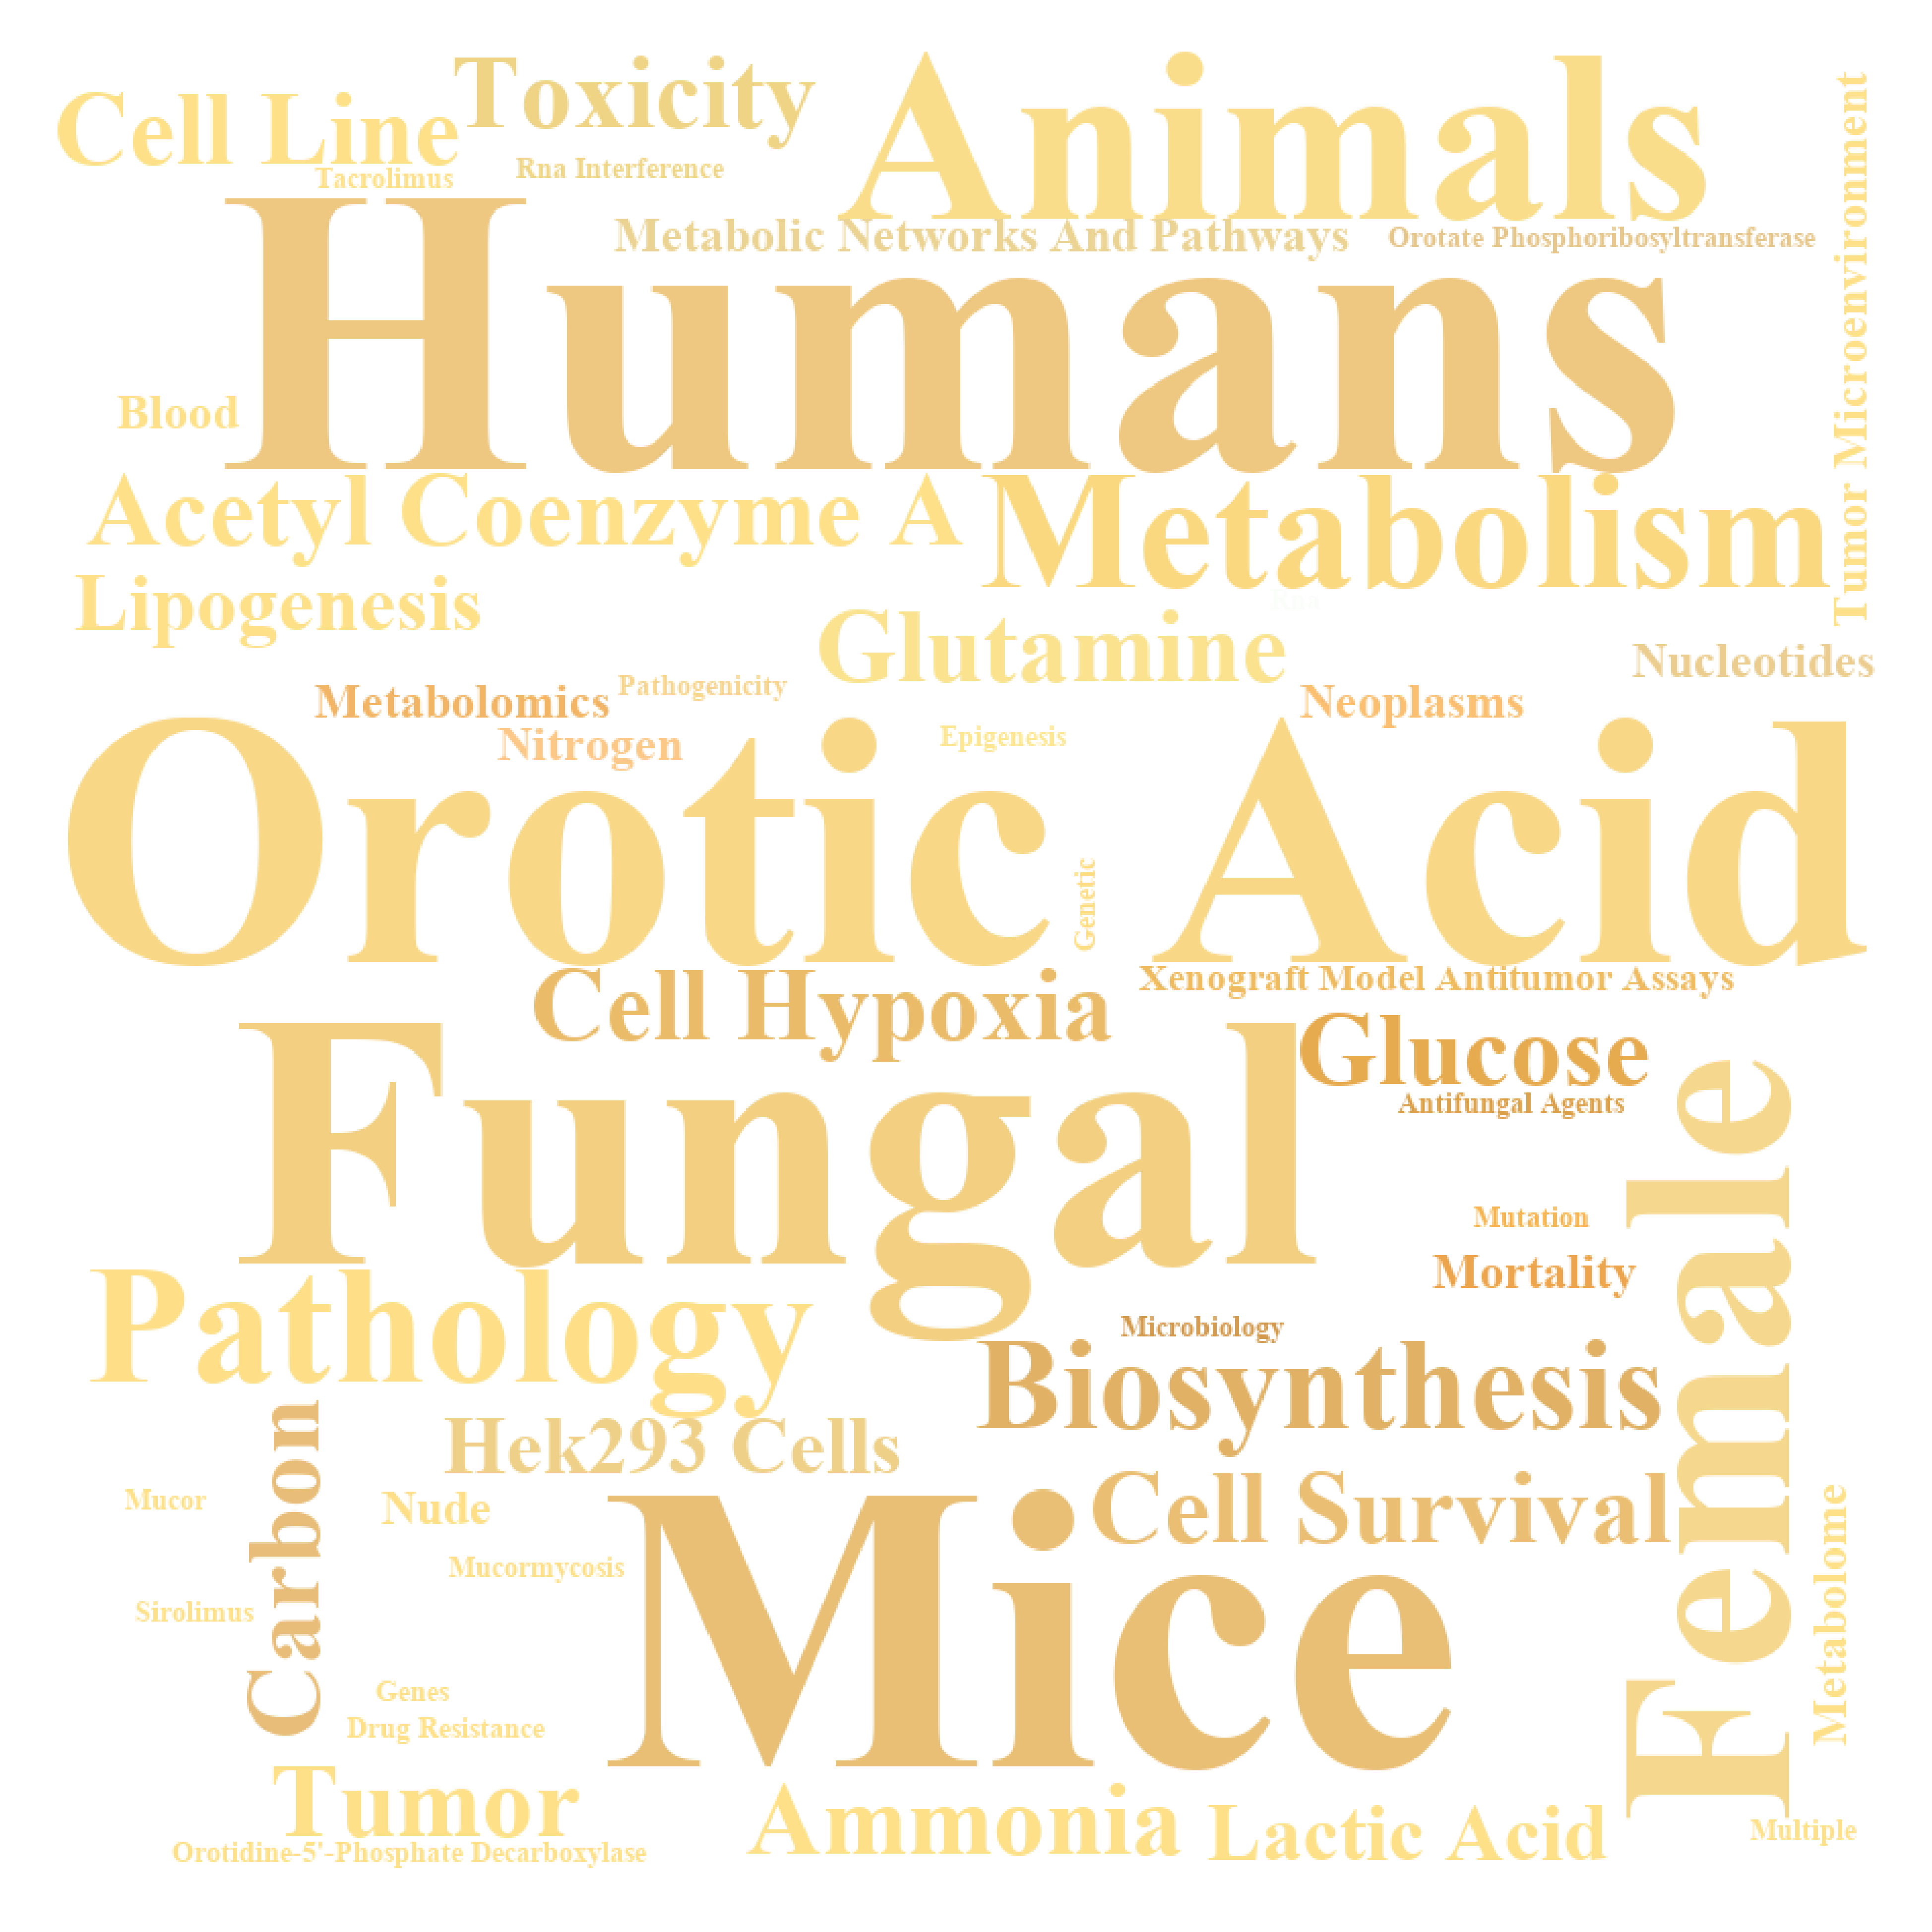 Toxicity
Animals
Cell Line
Tacrolimus
Rna Interference
Tumor Microenvironment
Humans
Metabolic Networks And Pathways
Orotate Phosphoribosyltransferase
Blood
Acetyl Coenzyme A
Metabolism
Lipogenesis
Glutamine
Nucleotides
Metabolomics
Pathogenicity
Neoplasms
Nitrogen
Epigenesis
Orotic Acid
Genetic
Cell Hypoxia
Xenograft Model Antitumor Assays
Fungal
Glucose
Antifungal Agents
Female
Mutation
Mortality
Pathology
Microbiology
Biosynthesis
Carbon
Hek293 Cells
Cell Survival
Mucor
Nude
Mice
Metabolome
Mucormycosis
Sirolimus
Genes
Drug Resistance
Tumor
Ammonia
Lactic Acid
Multiple
Orotidine-5'-Phosphate Decarboxylase